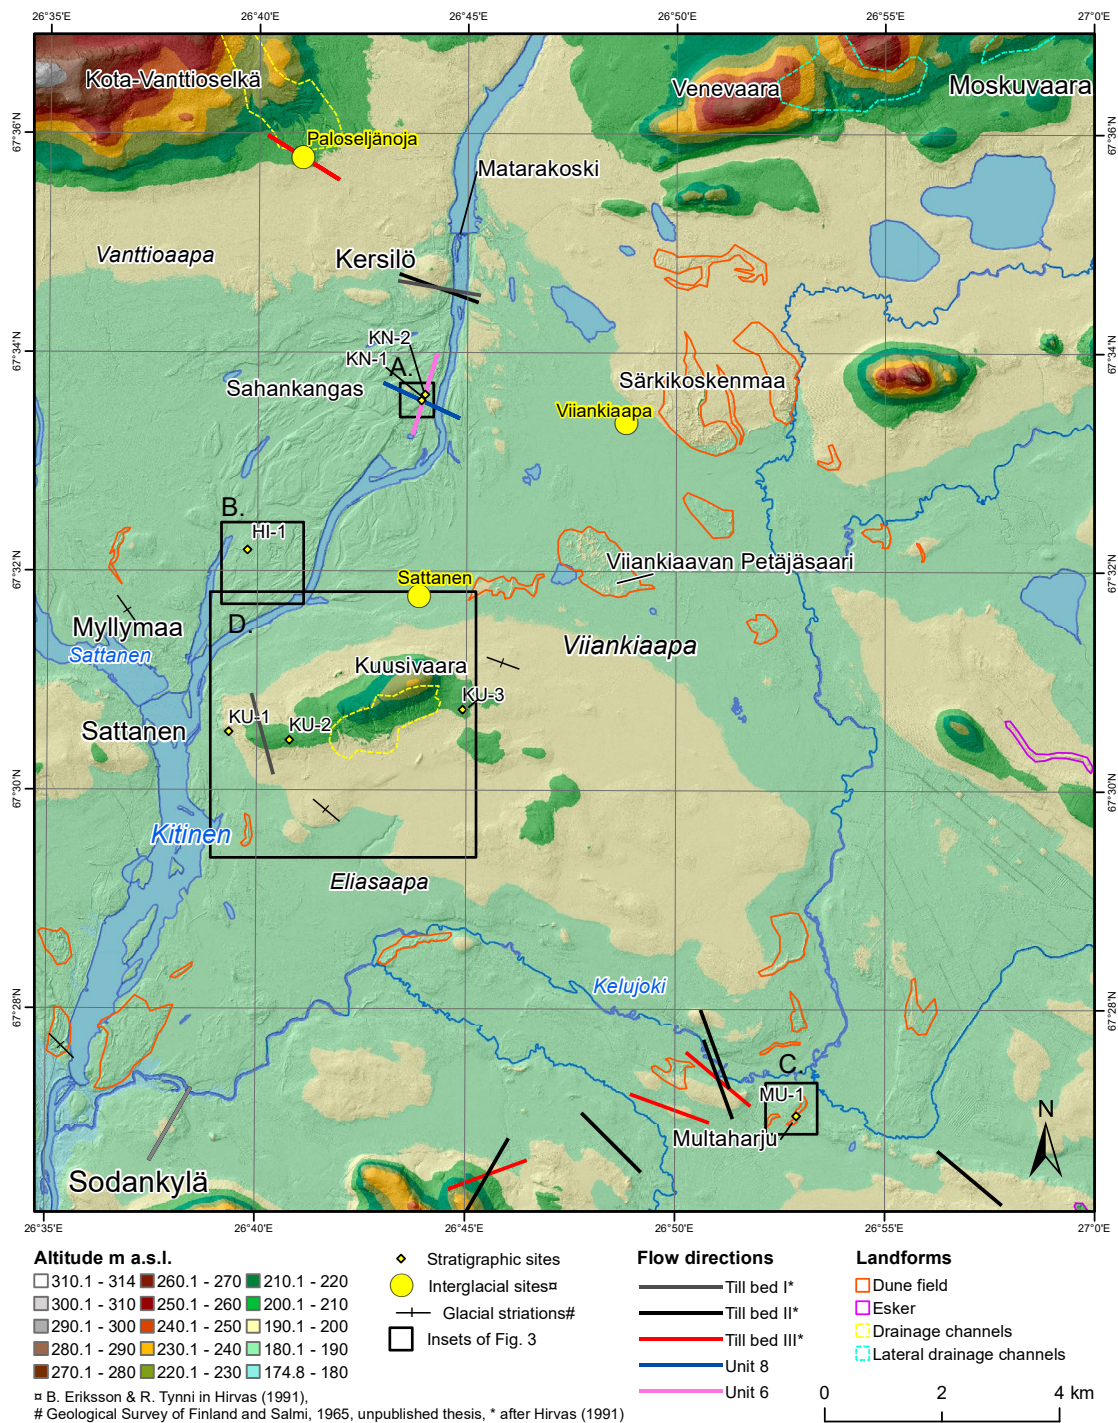 26°35'E 26°40'E 26°45'E 26°50'E 26°55'E 27°0'E
Kota-Vanttioselkä
Venevaara
Moskuvaara
67°36'N
67°36'N
Paloseljänoja
Matarakoski
Vanttioaapa
Kersilö
67°34'N
67°34'N
KN-2
KN-1
A.
Sahankangas
Särkikoskenmaa
Viiankiaapa
B.
HI-1
67°32'N
67°32'N
Viiankiaavan Petäjäsaari
Sattanen
D.
Myllymaa
Sattanen
Viiankiaapa
Kuusivaara
KU-3
KU-1
KU-2
Sattanen
67°30'N
67°30'N
Kitinen
Eliasaapa
Kelujoki
67°28'N
67°28'N
C.
MU-1
Multaharju
N
Sodankylä
26°35'E 26°40'E 26°45'E 26°50'E 26°55'E 27°0'E
Altitude m a.s.l.
310.1 - 314 260.1 - 270 210.1 - 220
300.1 - 310 250.1 - 260 200.1 - 210
290.1 - 300 240.1 - 250 190.1 - 200
280.1 - 290 230.1 - 240 180.1 - 190
270.1 - 280 220.1 - 230 174.8 - 180
Stratigraphic sites
Interglacial sites¤
Glacial striations#
Insets of Fig. 3
Flow directions
Till bed I*
Till bed II*
Till bed III*
Unit 8
Unit 6
Landforms
Dune field
Esker
Drainage channels
Lateral drainage channels
0 2 4 km
¤ B. Eriksson & R. Tynni in Hirvas (1991),
# Geological Survey of Finland and Salmi, 1965, unpublished thesis, * after Hirvas (1991)